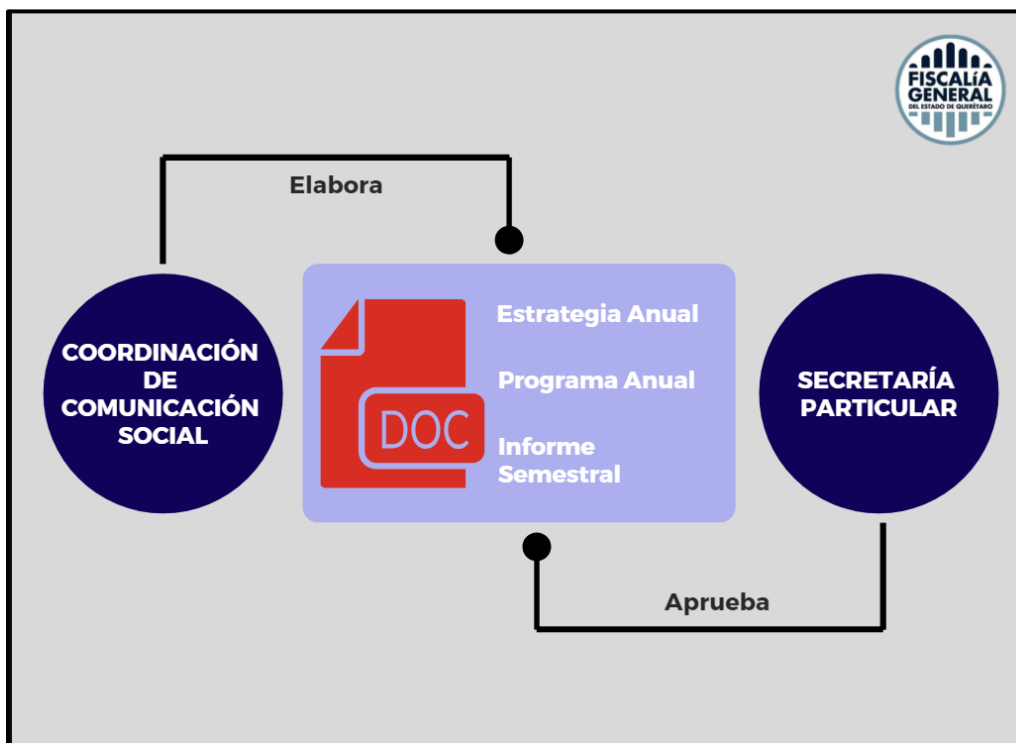 FISCALÍA
GENERAL
DEL ESTADO DE QUERÉTARO
Elabora
COORDINACIÓN
DE
COMUNICACIÓN
SOCIAL
DOC
Estrategia Anual
Programa Anual
Informe
Semestral
SECRETARÍA
PARTICULAR
Aprueba